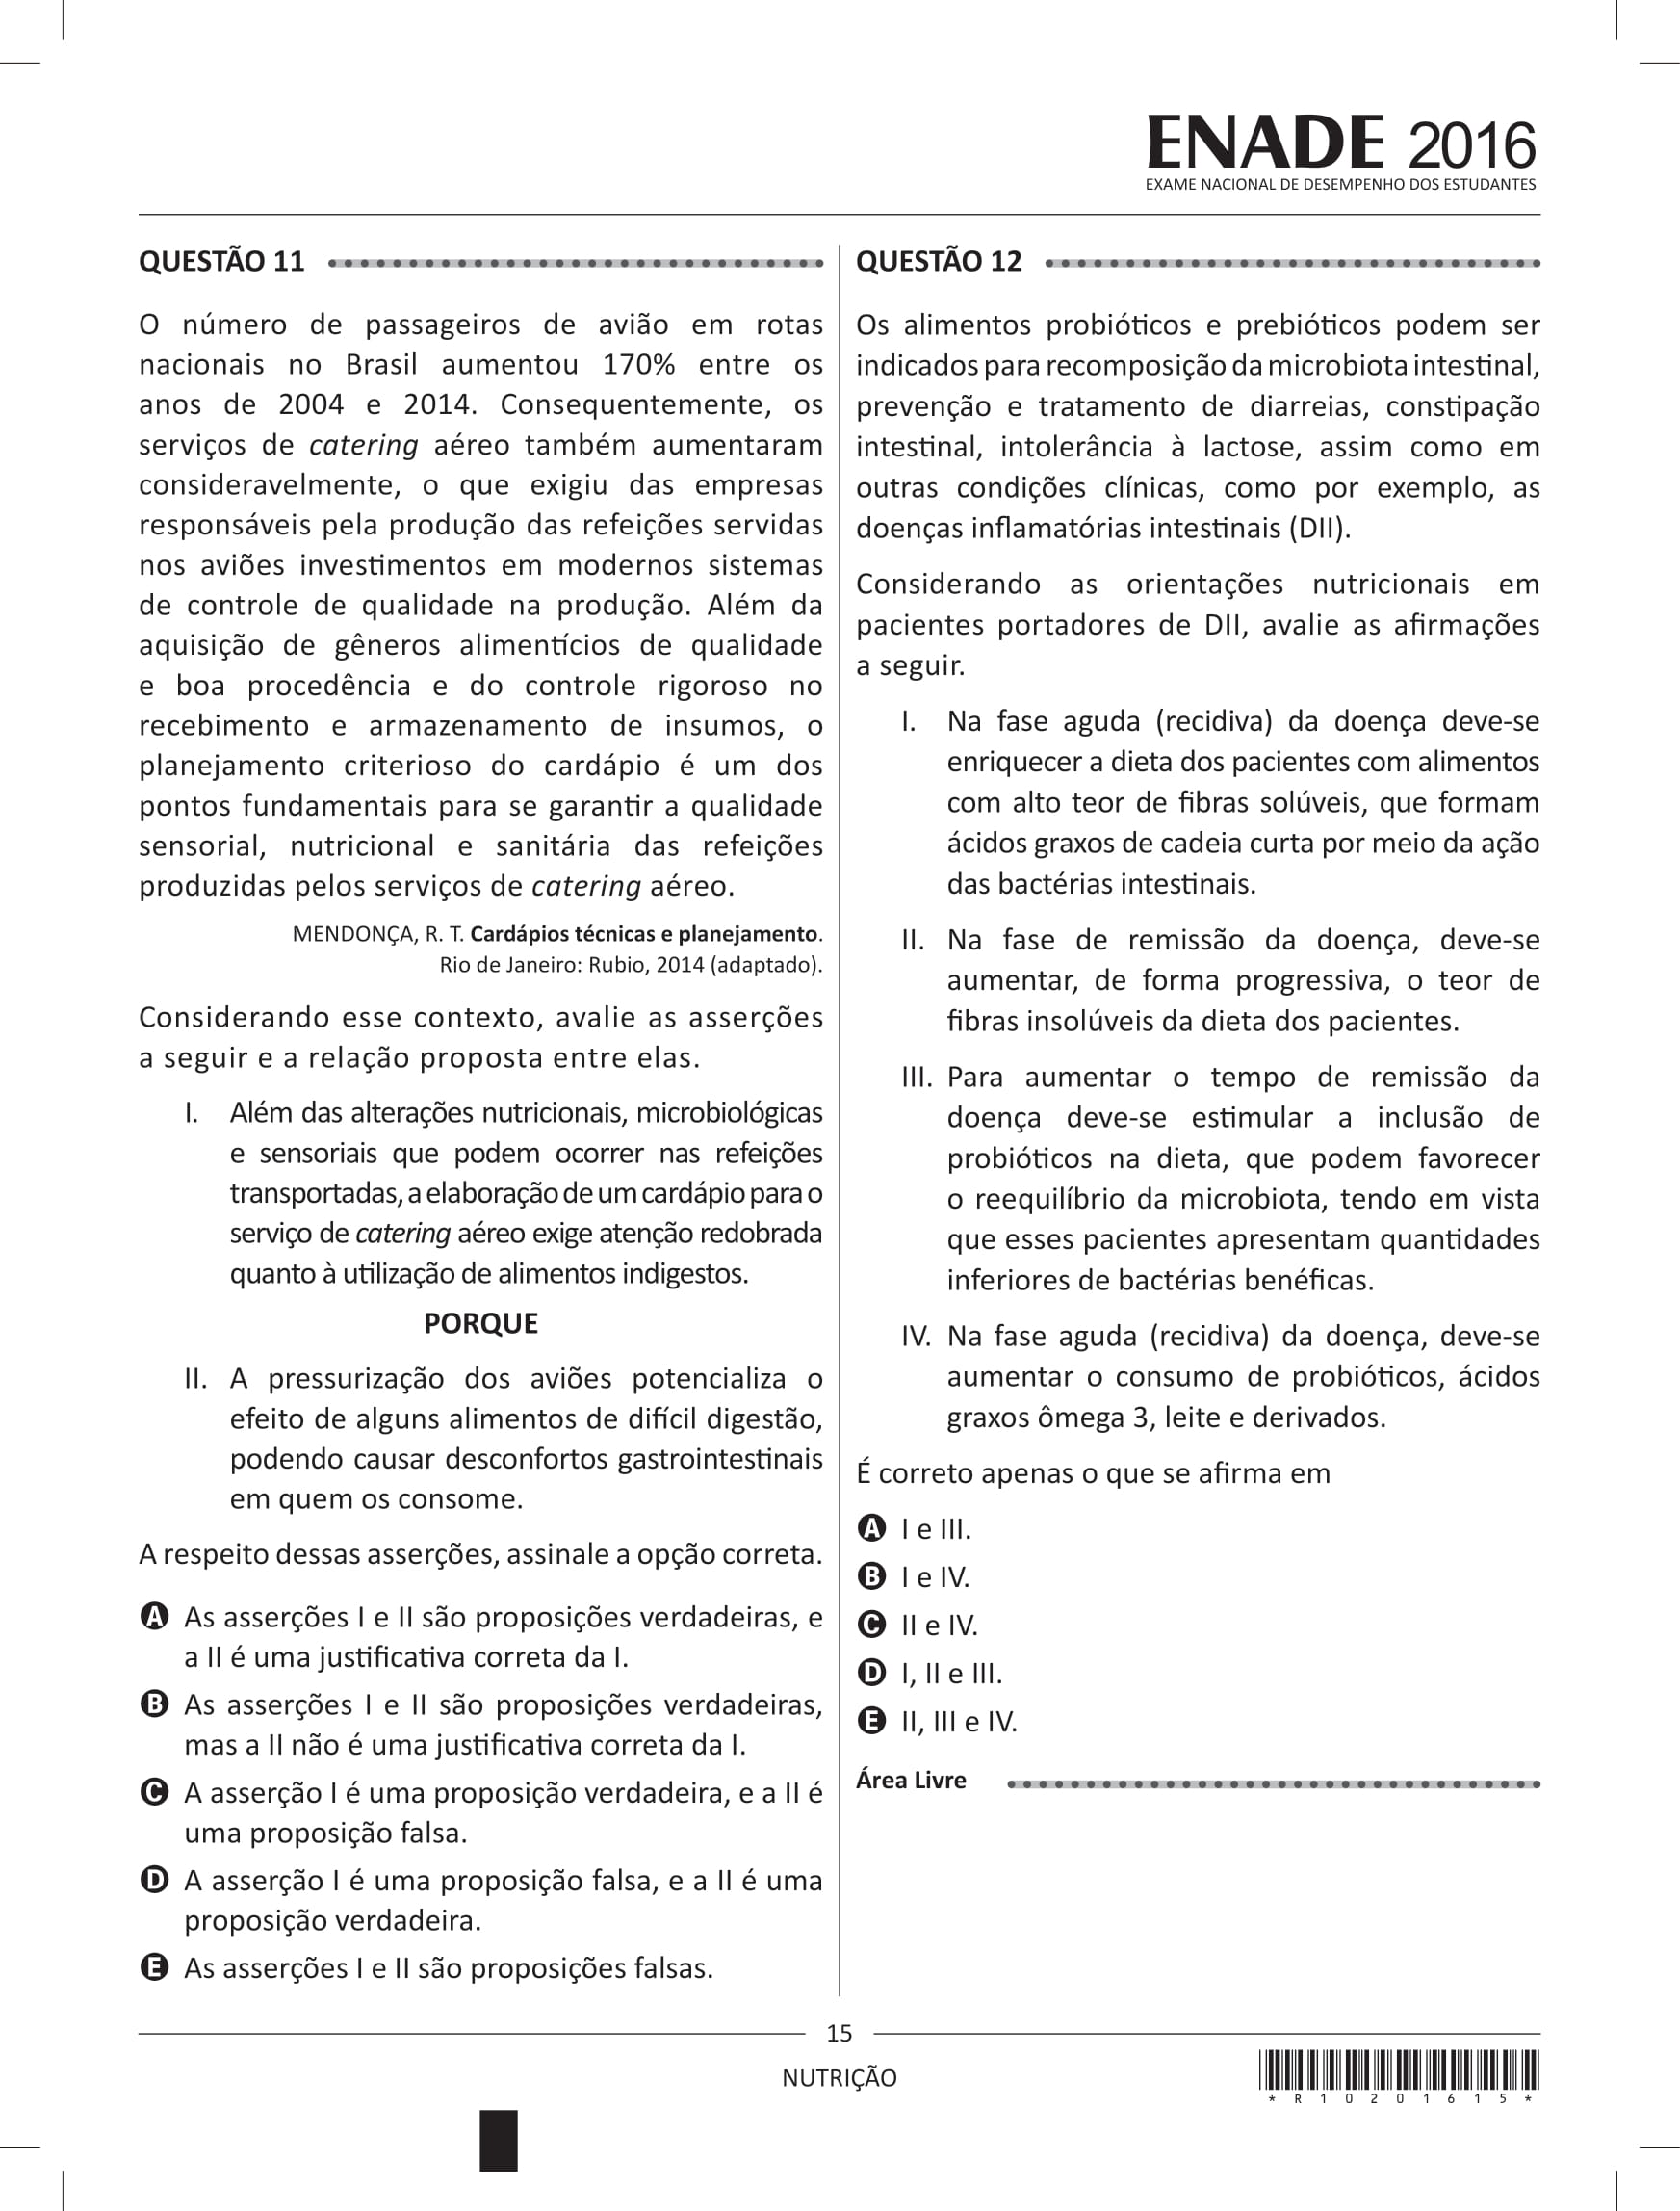 ENADE 2016
EXAME NACIONAL DE DESEMPENHO DOS ESTUDANTES
QUESTÃO 11
O número de passageiros de avião em rotas
nacionais no Brasil aumentou 170% entre os
anos de 2004 e 2014. Consequentemente, os
serviços de catering aéreo também aumentaram
consideravelmente, o que exigiu das empresas
responsáveis pela produção das refeições servidas
nos aviões investimentos em modernos sistemas
de controle de qualidade na produção. Além da
aquisição de gêneros alimentícios de qualidade
e boa procedência e do controle rigoroso no
recebimento e armazenamento de insumos, o
planejamento criterioso do cardápio é um dos
pontos fundamentais para se garantir a qualidade
sensorial, nutricional e sanitária das refeições
produzidas pelos serviços de catering aéreo.
MENDONÇA, R. T. Cardápios técnicas e planejamento.
Rio de Janeiro: Rubio, 2014 (adaptado).
Considerando esse contexto, avalie as asserções
a seguir e a relação proposta entre elas.
I. Além das alterações nutricionais, microbiológicas
e sensoriais que podem ocorrer nas refeições
transportadas, a elaboração de um cardápio para o
serviço de catering aéreo exige atenção redobrada
quanto à utilização de alimentos indigestos.
PORQUE
II. A pressurização dos aviões potencializa o
efeito de alguns alimentos de difícil digestão,
podendo causar desconfortos gastrointestinais
em quem os consome.
A respeito dessas asserções, assinale a opção correta.
A As asserções I e II são proposições verdadeiras, e
a II é uma justificativa correta da I.
B As asserções I e II são proposições verdadeiras,
mas a II não é uma justificativa correta da I.
C A asserção I é uma proposição verdadeira, e a II é
uma proposição falsa.
D A asserção I é uma proposição falsa, e a II é uma
proposição verdadeira.
E As asserções I e II são proposições falsas.
QUESTÃO 12
Os alimentos probióticos e prebióticos podem ser
indicados para recomposição da microbiota intestinal,
prevenção e tratamento de diarreias, constipação
intestinal, intolerância à lactose, assim como em
outras condições clínicas, como por exemplo, as
doenças inflamatórias intestinais (DII).
Considerando as orientações nutricionais em
pacientes portadores de DII, avalie as afirmações
a seguir.
I. Na fase aguda (recidiva) da doença deve-se
enriquecer a dieta dos pacientes com alimentos
com alto teor de fibras solúveis, que formam
ácidos graxos de cadeia curta por meio da ação
das bactérias intestinais.
II. Na fase de remissão da doença, deve-se
aumentar, de forma progressiva, o teor de
fibras insolúveis da dieta dos pacientes.
III. Para aumentar o tempo de remissão da
doença deve-se estimular a inclusão de
probióticos na dieta, que podem favorecer
o reequilíbrio da microbiota, tendo em vista
que esses pacientes apresentam quantidades
inferiores de bactérias benéficas.
IV. Na fase aguda (recidiva) da doença, deve-se
aumentar o consumo de probióticos, ácidos
graxos ômega 3, leite e derivados.
É correto apenas o que se afirma em
A I e III.
B I e IV.
C II e IV.
D I, II e III.
E II, III e IV.
Área Livre
15
NUTRIÇÃO
*R10201615*